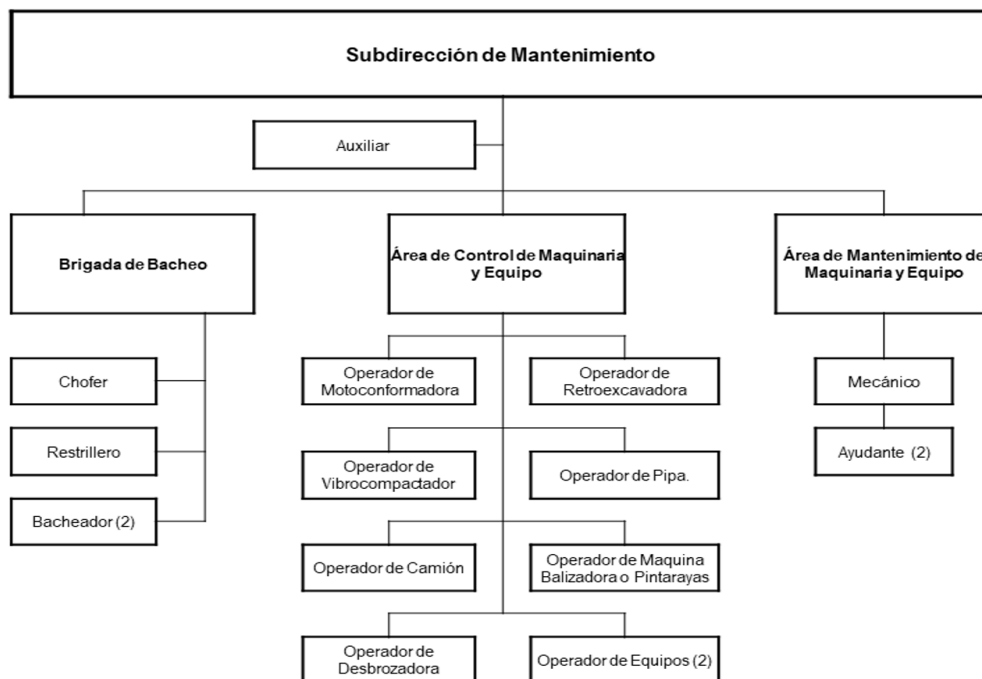 Subdirección de Mantenimiento
Auxiliar
Brigada de Bacheo
Área de Control de Maquinaria
y Equipo
Área de Mantenimiento de
Maquinaria y Equipo
Chofer
Restrillero
Bacheador (2)
Operador de
Motoconformadora
Operador de
Retroexcavadora
Operador de
Vibrocompactador
Operador de Pipa.
Operador de Camión
Operador de Maquina
Balizadora o Pintarayas
Operador de
Desbrozadora
Operador de Equipos (2)
Mecánico
Ayudante (2)